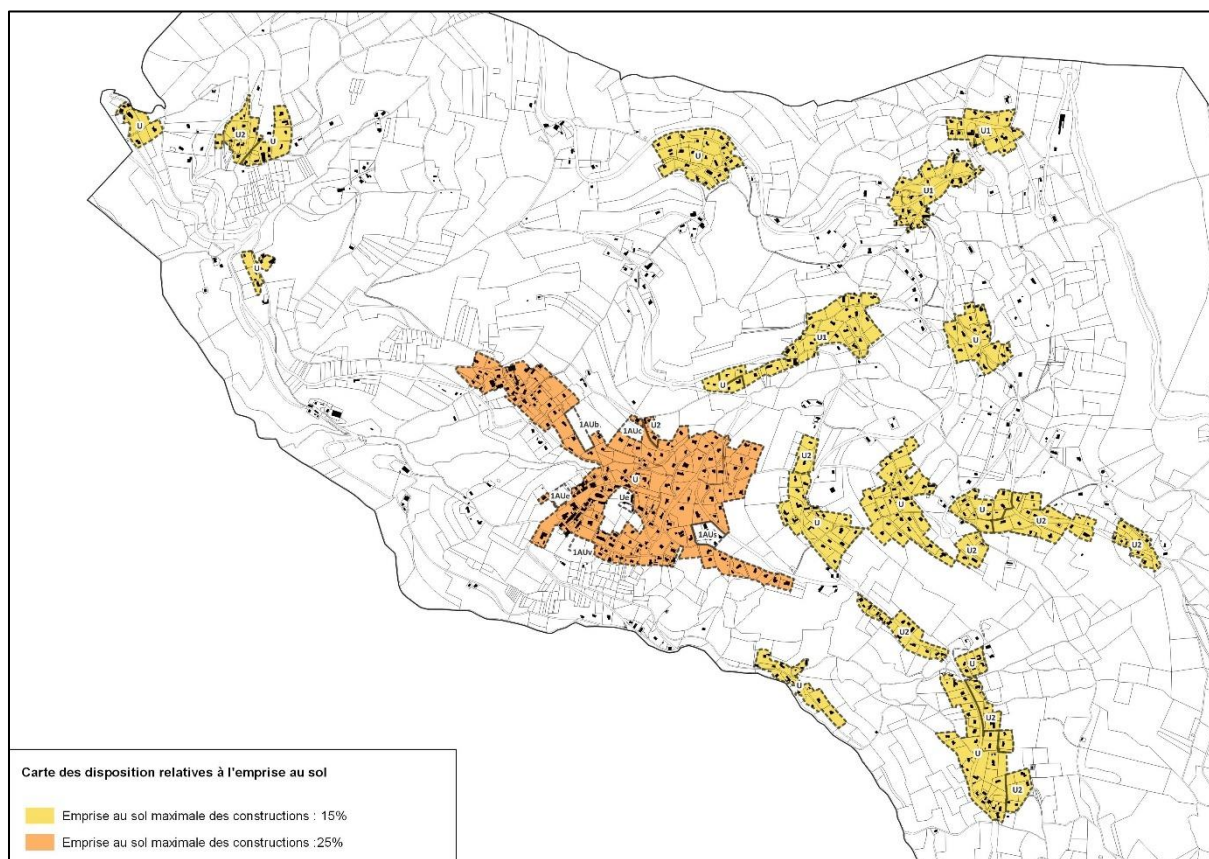 U1
U
U2
U
U
U1
U
U
U1
U
1AUb
1AUc
U2
U2
U
1AUe
Ue
U
U
U
U2
1AUs
U2
U2
1AUv
U2
U
U
U2
U
U2
Carte des disposition relatives à l'emprise au sol
Emprise au sol maximale des constructions : 15%
Emprise au sol maximale des constructions :25%